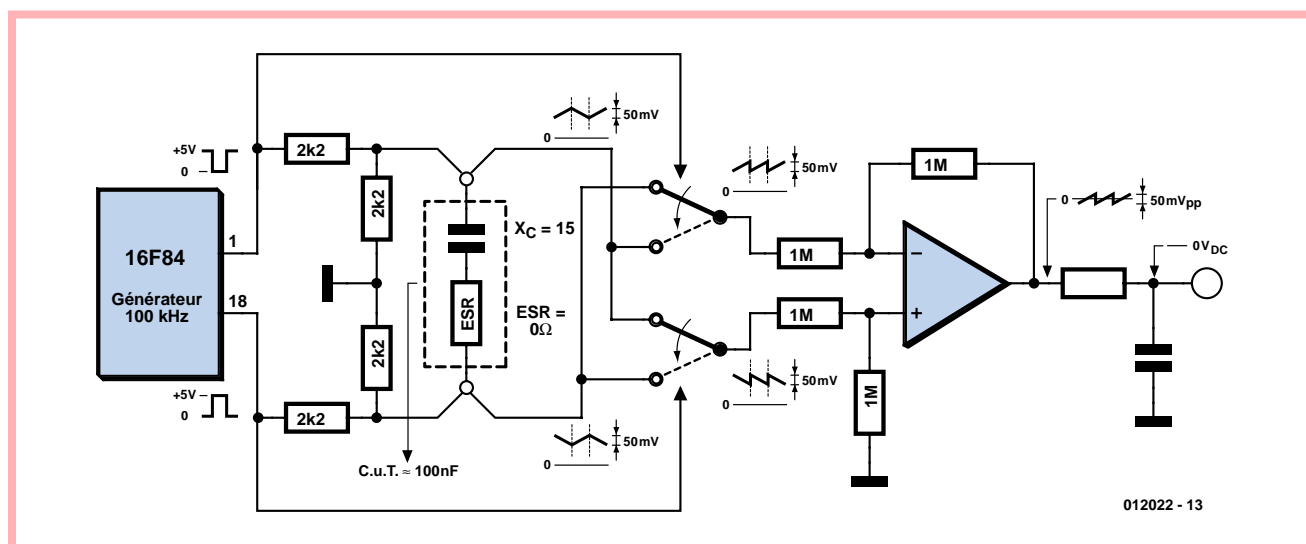 +5V
0
2k2
2k2
16F84
Générateur
100 kHz
1
18
2k2
2k2
+5V
0
X_C = 15
ESR
ESR =
0Ω
C.u.T. ≈ 100nF
0
50mV
0
50mV
0
50mV
0
50mV
1M
1M
1M
1M
−
+
0
50mVpp
0VDC
012022 - 13